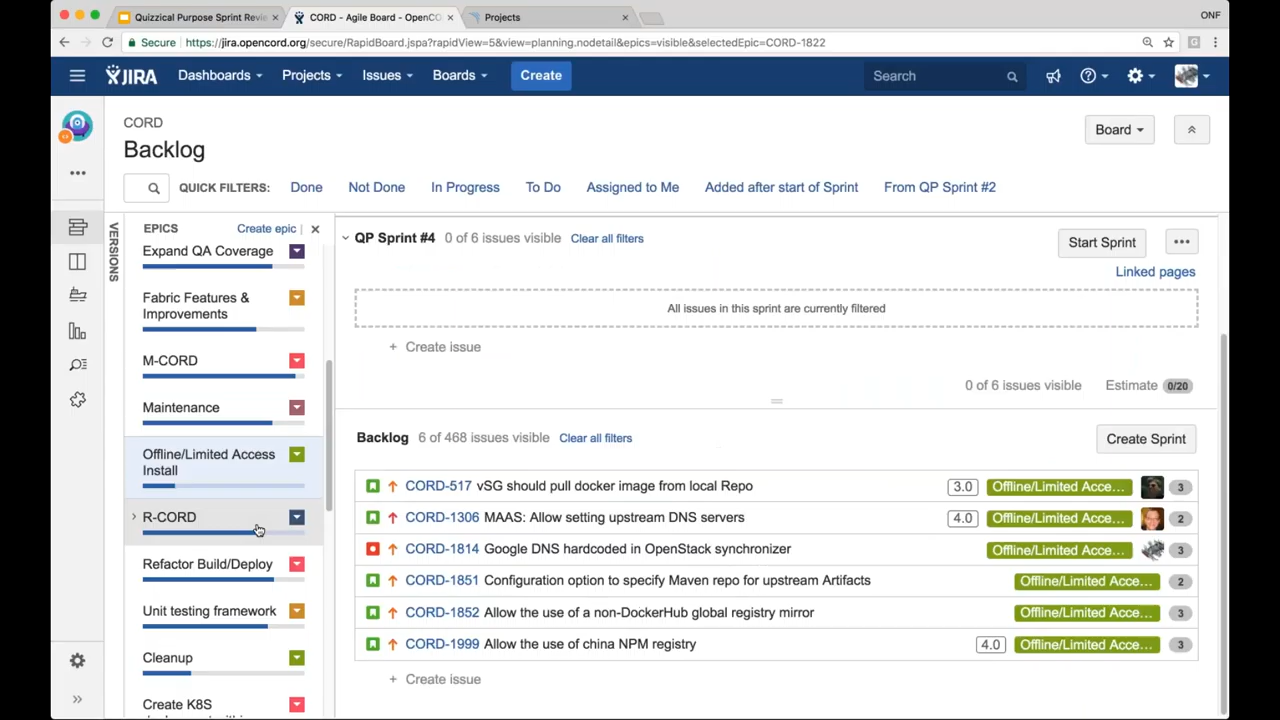 Quizzical Purpose Sprint Revie
CORD - Agile Board - OpenCO
Projects
ONF
Secure
https://jira.opencord.org/secure/RapidBoard.jspa?rapidView=5&view=planning.nodetail&epics=visible&selectedEpic=CORD-1822
JIRA
Dashboards
Projects
Issues
Boards
Create
Search
CORD
Backlog
Board
QUICK FILTERS:
Done
Not Done
In Progress
To Do
Assigned to Me
Added after start of Sprint
From QP Sprint #2
VERSIONS
EPICS
Create epic
Expand QA Coverage
Fabric Features &
Improvements
M-CORD
Maintenance
Offline/Limited Access
Install
R-CORD
Refactor Build/Deploy
Unit testing framework
Cleanup
Create K8S
QP Sprint #4 0 of 6 issues visible Clear all filters
Start Sprint
Linked pages
All issues in this sprint are currently filtered
+ Create issue
0 of 6 issues visible Estimate 0/20
Backlog 6 of 468 issues visible Clear all filters
Create Sprint
CORD-517 vSG should pull docker image from local Repo 3.0 Offline/Limited Acce... 3
CORD-1306 MAAS: Allow setting upstream DNS servers 4.0 Offline/Limited Acce... 2
CORD-1814 Google DNS hardcoded in OpenStack synchronizer Offline/Limited Acce... 3
CORD-1851 Configuration option to specify Maven repo for upstream Artifacts Offline/Limited Acce... 2
CORD-1852 Allow the use of a non-DockerHub global registry mirror Offline/Limited Acce... 3
CORD-1999 Allow the use of china NPM registry 4.0 Offline/Limited Acce... 3
+ Create issue